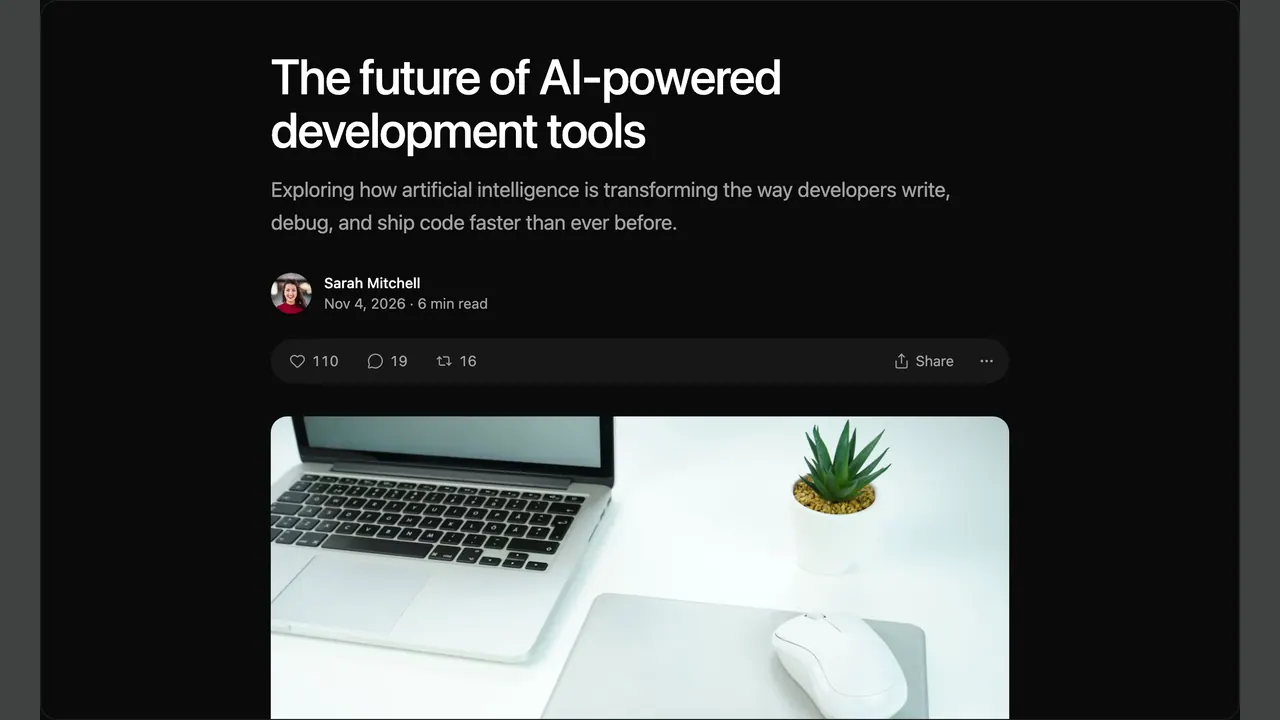 The future of AI-powered
development tools
Exploring how artificial intelligence is transforming the way developers write,
debug, and ship code faster than ever before.
Sarah Mitchell
Nov 4, 2026 · 6 min read
110 19 16 Share